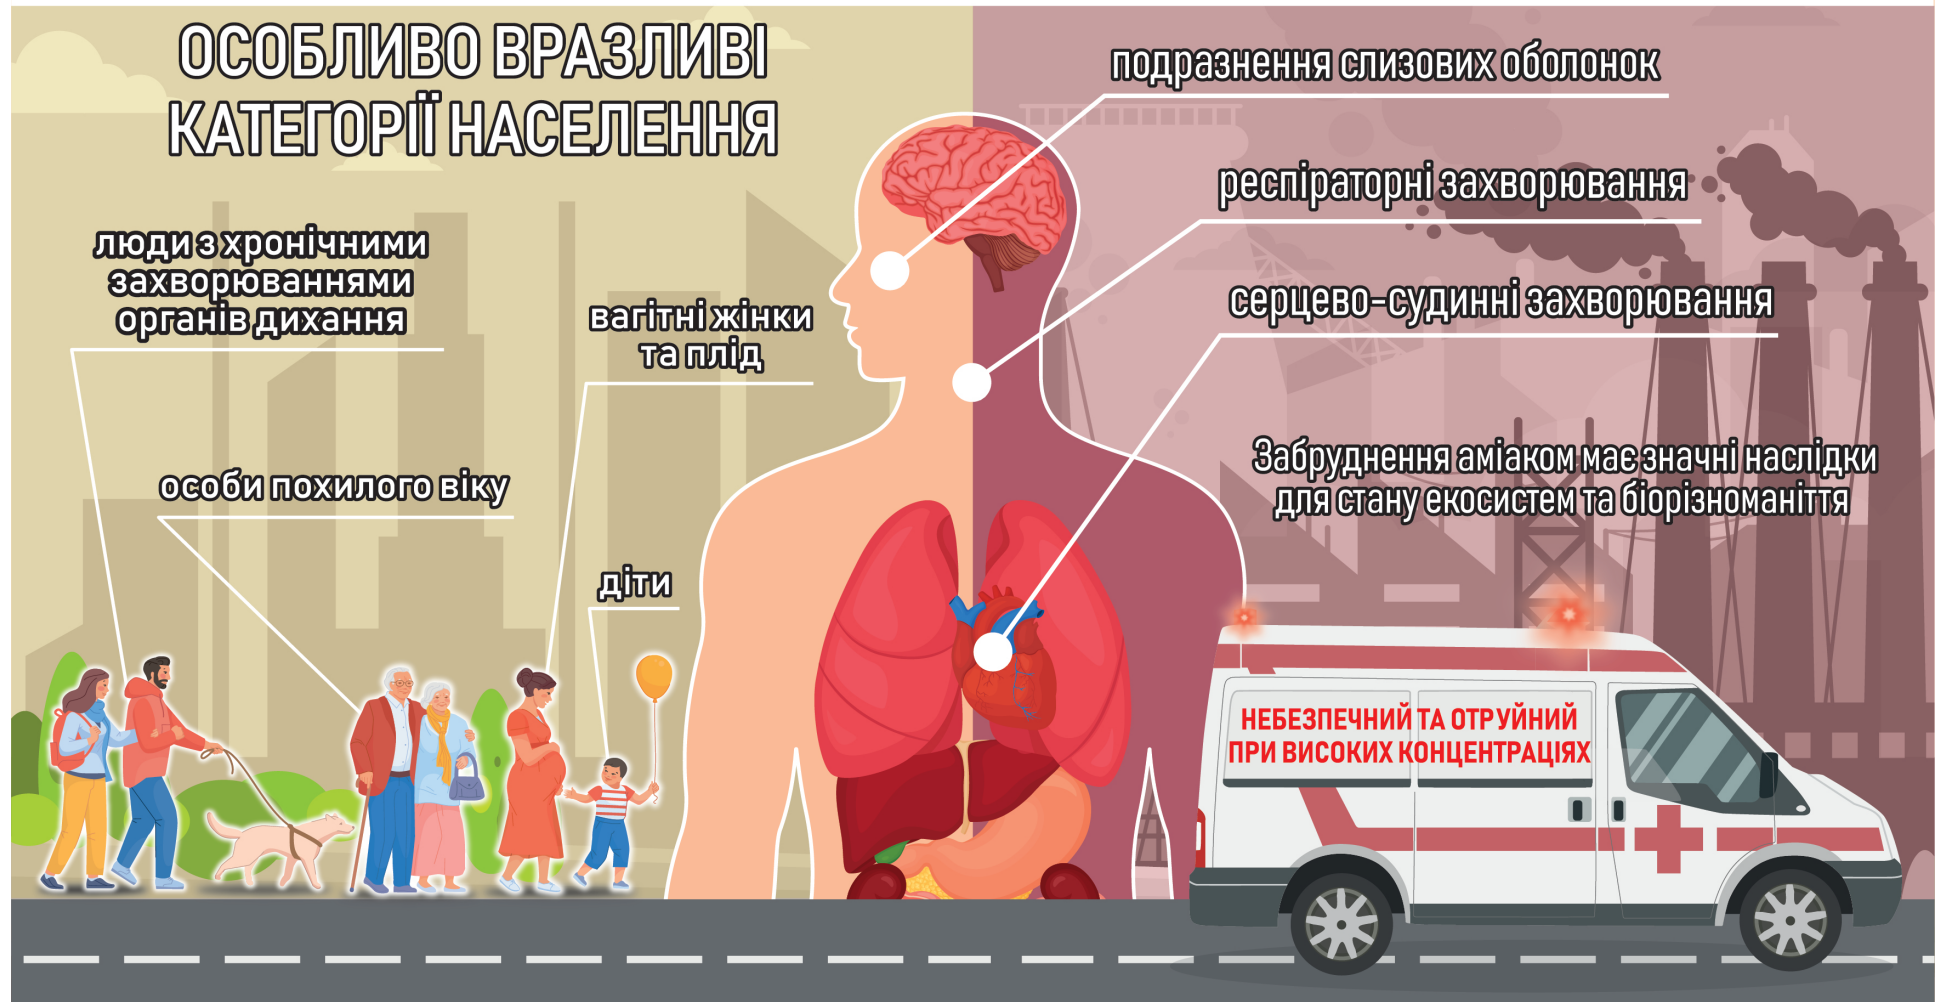 ОСОБЛИВО ВРАЗЛИВІ
КАТЕГОРІЇ НАСЕЛЕННЯ
люди з хронічними
захворюваннями
органів дихання
вагітні жінки
та плід
особи похилого віку
діти
подразнення слизових оболонок
респіраторні захворювання
серцево-судинні захворювання
Забруднення аміаком має значні наслідки
для стану екосистем та біорізноманіття
НЕБЕЗПЕЧНИЙ ТА ОТРУЙНИЙ
ПРИ ВИСОКИХ КОНЦЕНТРАЦІЯХ